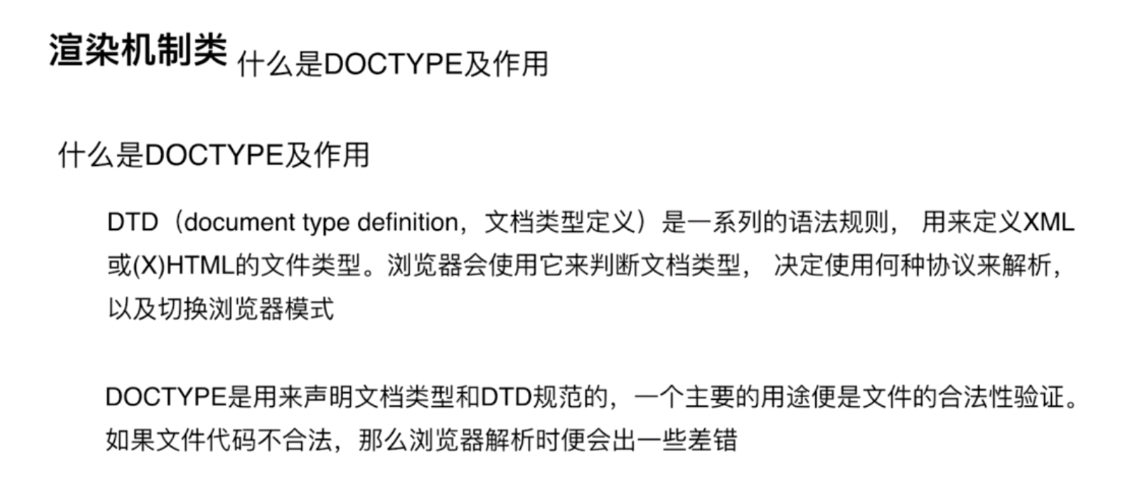 渲染机制类 什么是DOCTYPE及作用
什么是DOCTYPE及作用
DTD（document type definition，文档类型定义）是一系列的语法规则， 用来定义XML
或(X)HTML的文件类型。浏览器会使用它来判断文档类型， 决定使用何种协议来解析，
以及切换浏览器模式
DOCTYPE是用来声明文档类型和DTD规范的，一个主要的用途便是文件的合法性验证。
如果文件代码不合法，那么浏览器解析时便会出一些差错